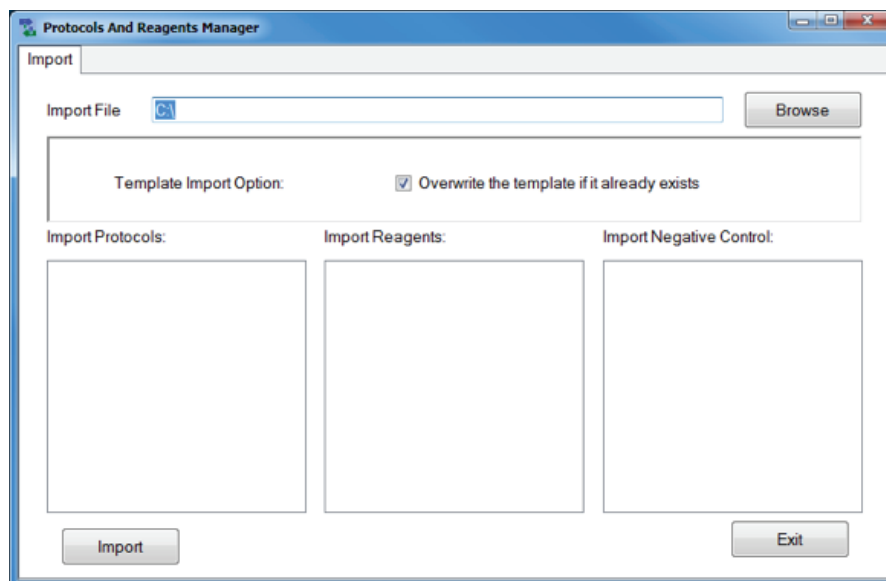 Protocols And Reagents Manager
Import
Import File C:\ Browse
Template Import Option: Overwrite the template if it already exists
Import Protocols: Import Reagents: Import Negative Control:
Import Exit